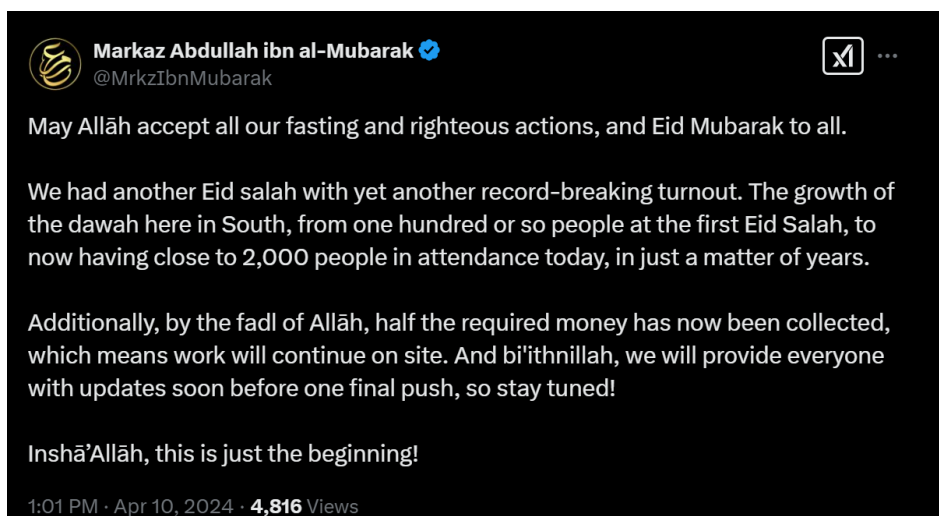 Markaz Abdullah ibn al-Mubarak
@MrkzIbnMubarak
May Allāh accept all our fasting and righteous actions, and Eid Mubarak to all.
We had another Eid salah with yet another record-breaking turnout. The growth of
the dawah here in South, from one hundred or so people at the first Eid Salah, to
now having close to 2,000 people in attendance today, in just a matter of years.
Additionally, by the fadl of Allāh, half the required money has now been collected,
which means work will continue on site. And bi'ithnillah, we will provide everyone
with updates soon before one final push, so stay tuned!
Inshā’Allāh, this is just the beginning!
1:01 PM · Apr 10, 2024 · 4,816 Views